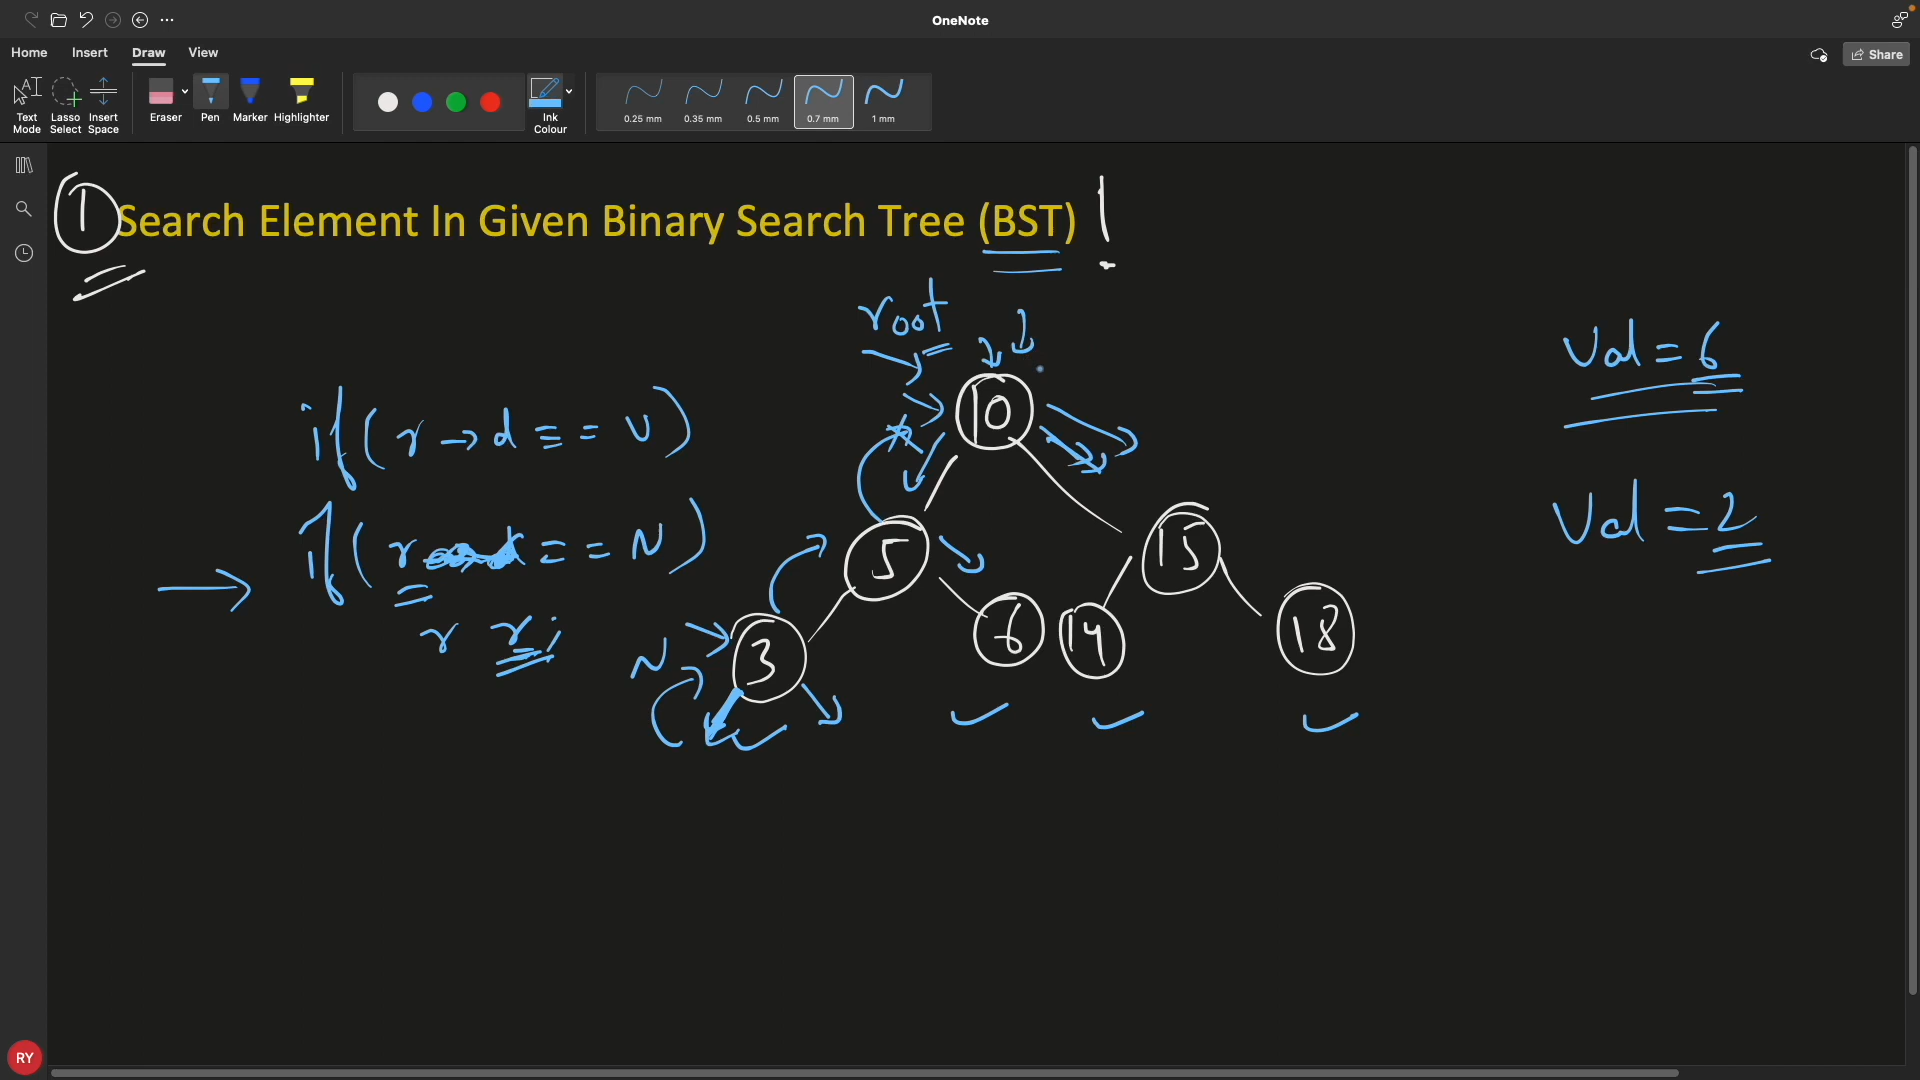 OneNote
Home Insert Draw View
Share
Text Mode
Lasso Select
Insert Space
Eraser
Pen
Marker
Highlighter
Ink Colour
0.25 mm
0.35 mm
0.5 mm
0.7 mm
1 mm
1 Search Element In Given Binary Search Tree (BST) !
root
Val = 6
10
if ( r → d == v )
Val = 2
if ( r == N )
5
15
r r ;
N
3
6
14
18
RY